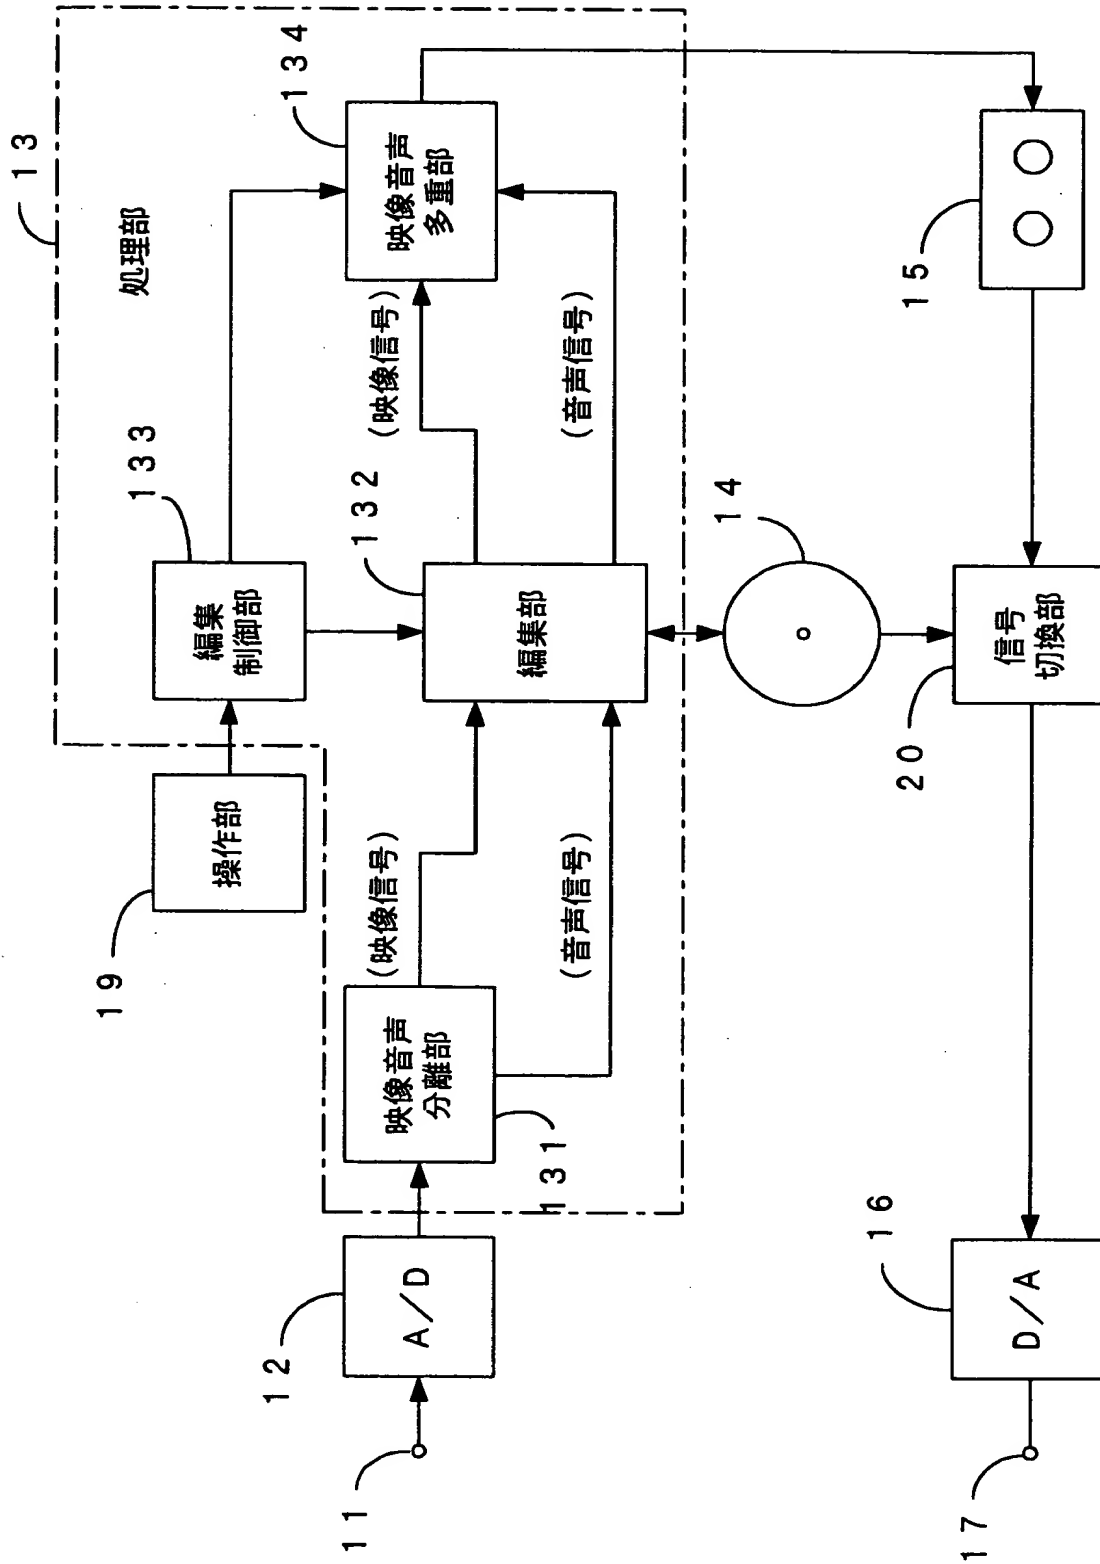 13
処理部
134
映像音声
多重部
133
編集
制御部
19
操作部
(映像信号)
(音声信号)
132
編集部
(映像信号)
(音声信号)
映像音声
分離部
131
12
A/D
11
14
15
信号
切換部
20
16
D/A
17